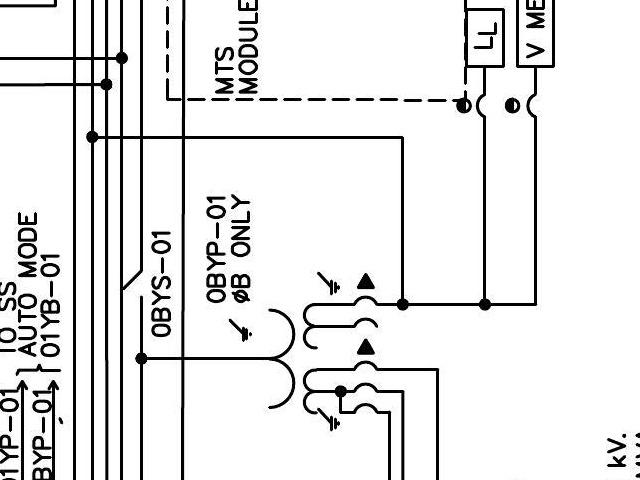 MTS
MODULE
LL
V ME
0BYS-01
0BYP-01
ØB ONLY
TO SS
AUTO MODE
01YB-01
01YP-01
BYP-01
kV.